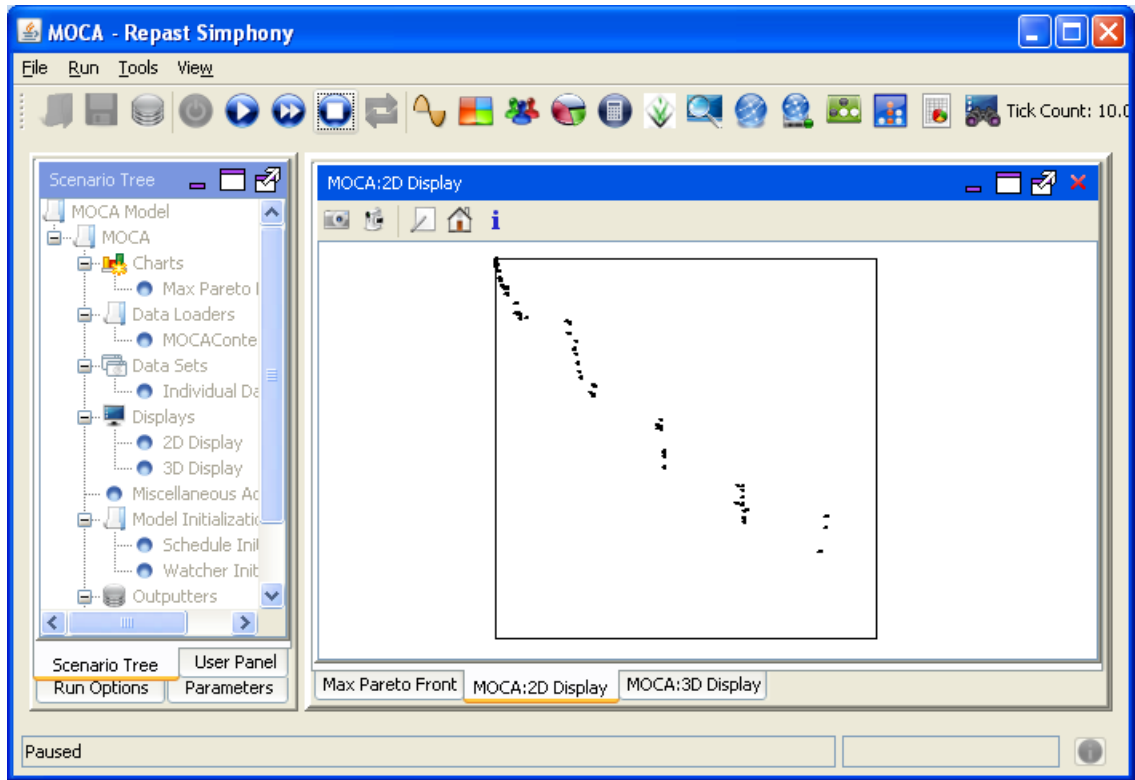 MOCA - Repast Simphony
File Run Tools View
Tick Count: 10.0
Scenario Tree
MOCA Model
MOCA
Charts
Max Pareto
Data Loaders
MOCAConte
Data Sets
Individual Da
Displays
2D Display
3D Display
Miscellaneous Ac
Model Initializatio
Schedule Ini
Watcher Init
Outputters
Scenario Tree User Panel
Run Options Parameters
MOCA:2D Display
i
Max Pareto Front MOCA:2D Display MOCA:3D Display
Paused